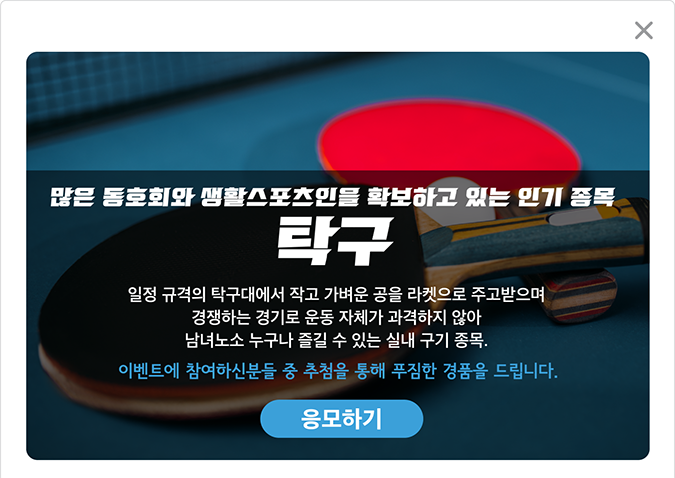 많은 동호회와 생활스포츠인을 확보하고 있는 인기 종목
탁구
일정 규격의 탁구대에서 작고 가벼운 공을 라켓으로 주고받으며
경쟁하는 경기로 운동 자체가 과격하지 않아
남녀노소 누구나 즐길 수 있는 실내 구기 종목.
이벤트에 참여하신분들 중 추첨을 통해 푸짐한 경품을 드립니다.
응모하기